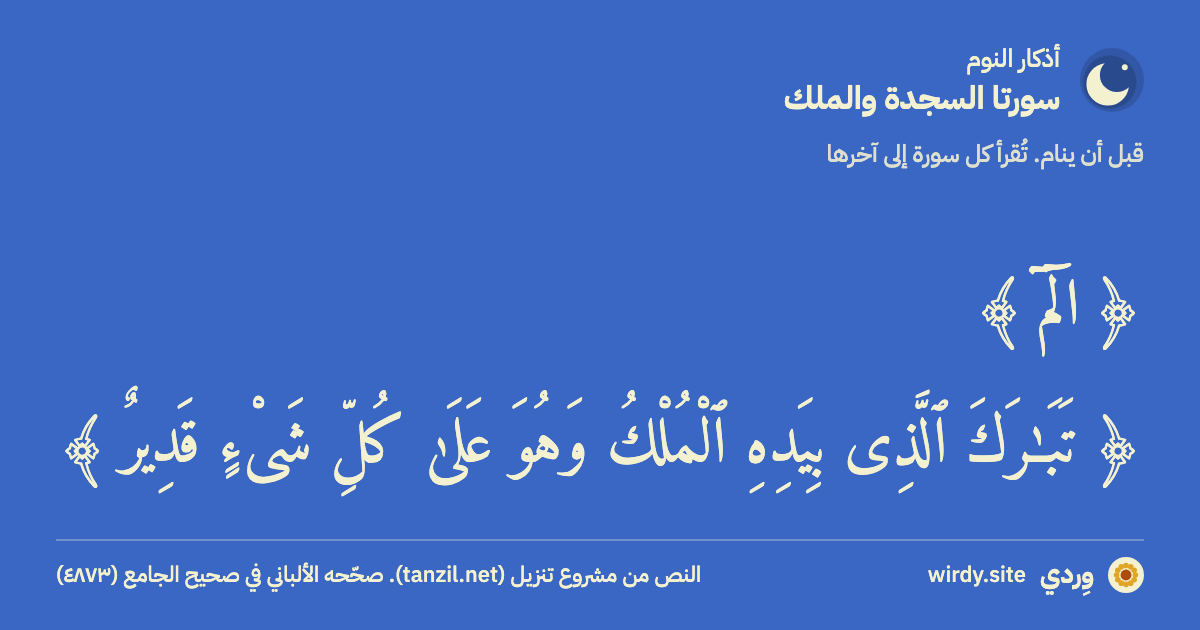 أذكار النوم
سورتا السجدة والملك
قبل أن ينام. تُقرأ كل سورة إلى آخرها
﴿ الٓمٓ ﴾
﴿ تَبَـٰرَكَ ٱلَّذِى بِيَدِهِ ٱلْمُلْكُ وَهُوَ عَلَىٰ كُلِّ شَىْءٍ قَدِيرٌ ﴾
وِردي wirdy.site
النص من مشروع تنزيل (tanzil.net). صحّحه الألباني في صحيح الجامع (٤٨٧٣)